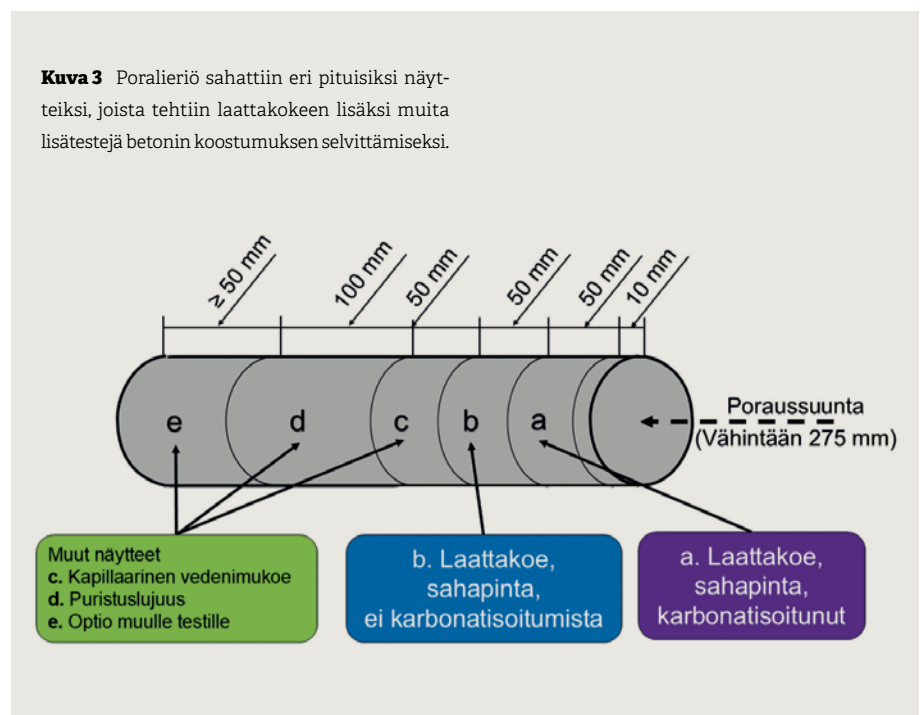 Kuva 3 Poralieriö sahattiin eri pituisiksi näyt-
teiksi, joista tehtiin laattakokeen lisäksi muita
lisätestejä betonin koostumuksen selvittämiseksi.
≥ 50 mm
100 mm
50 mm
50 mm
50 mm
10 mm
e
d
c
b
a
Poraussuunta
(Vähintään 275 mm)
Muut näytteet
c. Kapillaarinen vedenimukoe
d. Puristuslujuus
e. Optio muulle testille
b. Laattakoe,
sahapinta,
ei karbonatisoitumista
a. Laattakoe,
sahapinta,
karbonatisoitunut